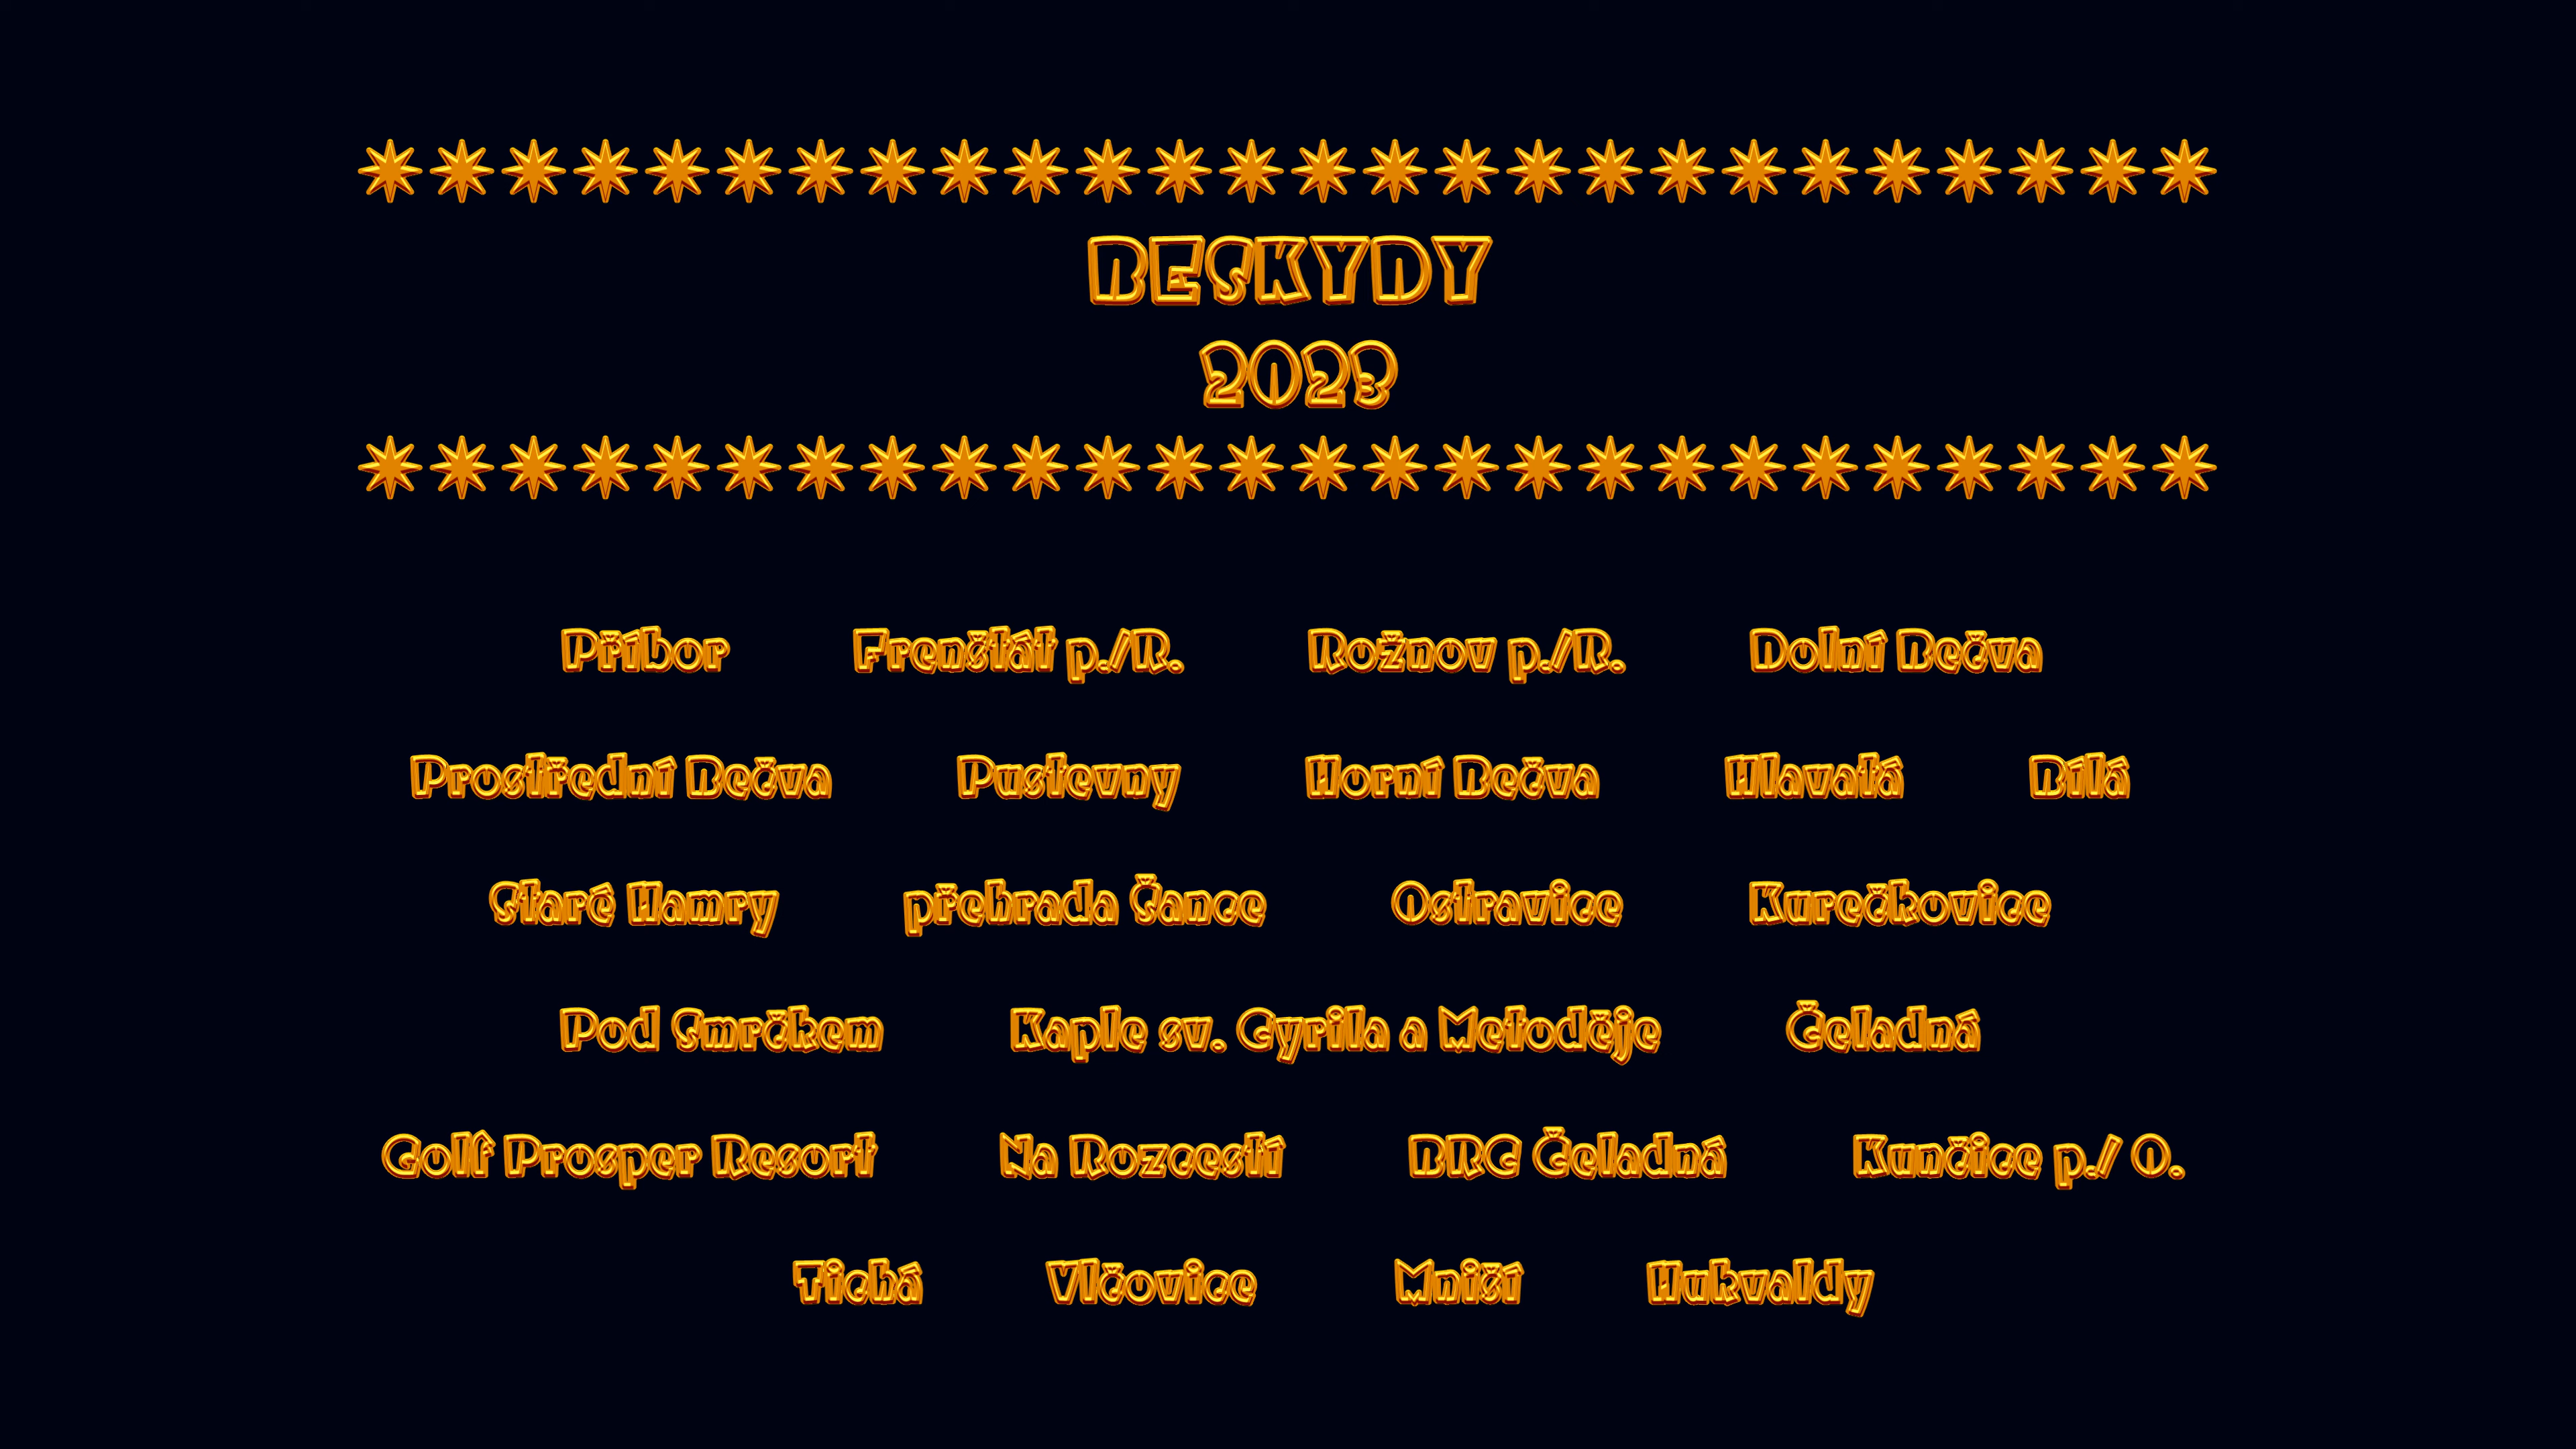 BESKYDY
2023
Příbor Frenštát p./R. Rožnov p./R. Dolní Bečva
Prostřední Bečva Pustevny Horní Bečva Hlavatá Bílá
Staré Hamry přehrada Šance Ostravice Kurečkovice
Pod Smrčkem Kaple sv. Cyrila a Metoděje Čeladná
Golf Prosper Resort Na Rozcestí BRC Čeladná Kunčice p./ O.
Tichá Vlčovice Mniší Hukvaldy